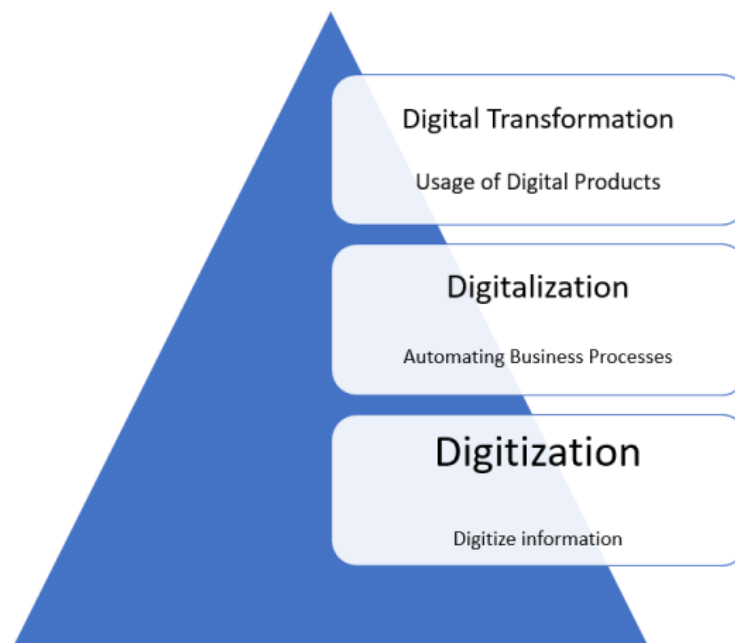 Digital Transformation
Usage of Digital Products
Digitalization
Automating Business Processes
Digitization
Digitize information